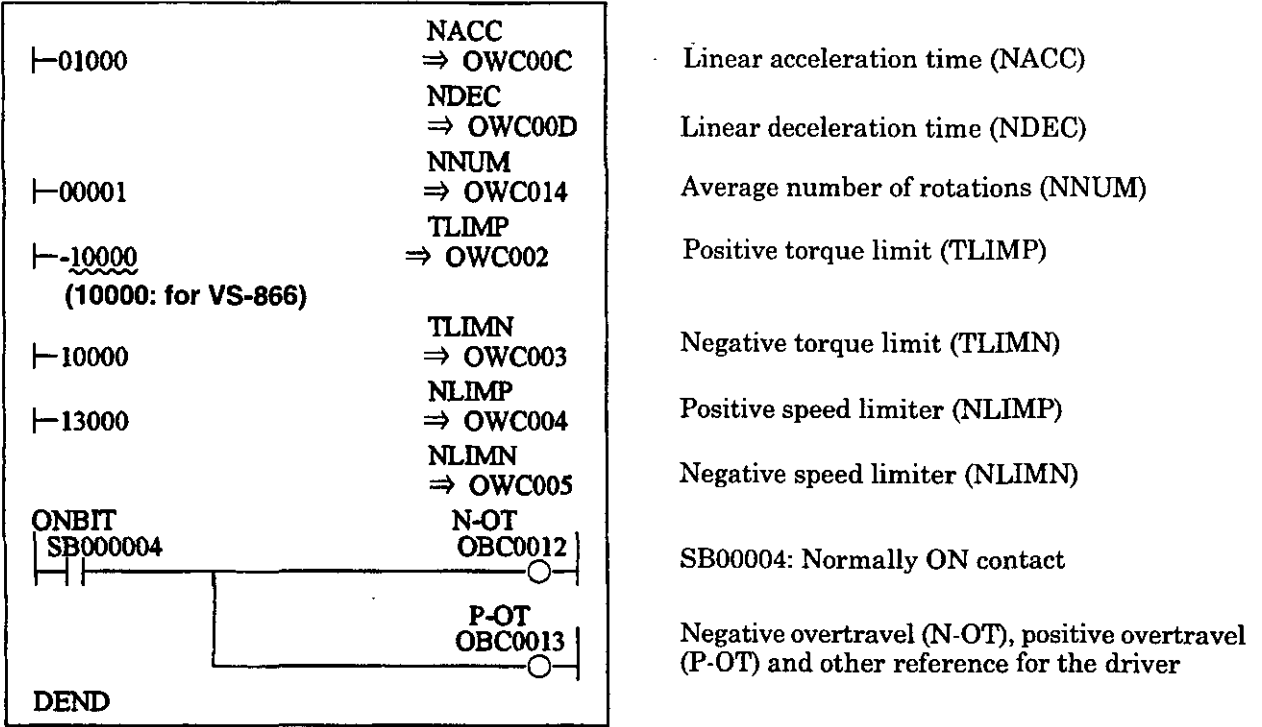 NACC
├─01000 ⇒ OWC00C Linear acceleration time (NACC)
NDEC
⇒ OWC00D Linear deceleration time (NDEC)
NNUM
├─00001 ⇒ OWC014 Average number of rotations (NNUM)
TLIMP
├─-10000 ⇒ OWC002 Positive torque limit (TLIMP)
(10000: for VS-866)
TLIMN
├─10000 ⇒ OWC003 Negative torque limit (TLIMN)
NLIMP
├─13000 ⇒ OWC004 Positive speed limiter (NLIMP)
NLIMN
⇒ OWC005 Negative speed limiter (NLIMN)
ONBIT N-OT
SB000004 OBC0012 SB00004: Normally ON contact
P-OT
OBC0013 Negative overtravel (N-OT), positive overtravel
(P-OT) and other reference for the driver
DEND